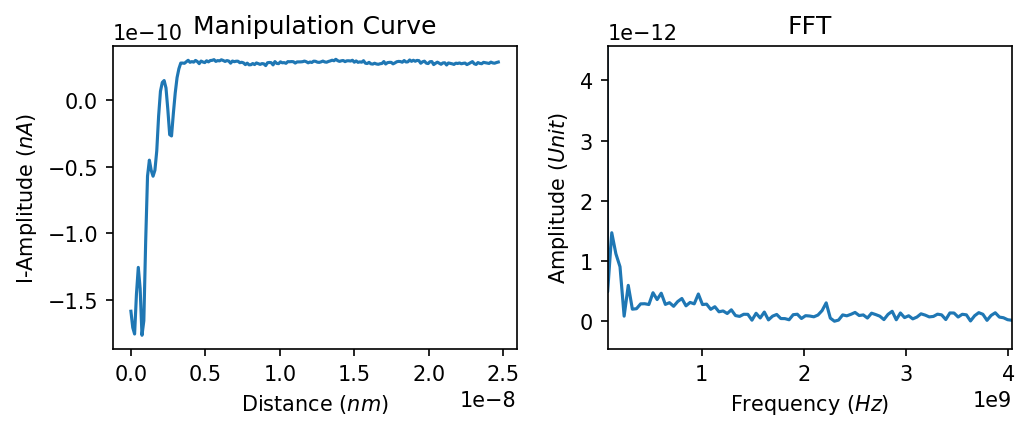 Manipulation Curve
1e−10
I-Amplitude (nA)
0.0
−0.5
−1.0
−1.5
0.0 0.5 1.0 1.5 2.0 2.5
Distance (nm)
1e−8
FFT
1e−12
Amplitude (Unit)
4
3
2
1
0
1 2 3 4
Frequency (Hz)
1e9